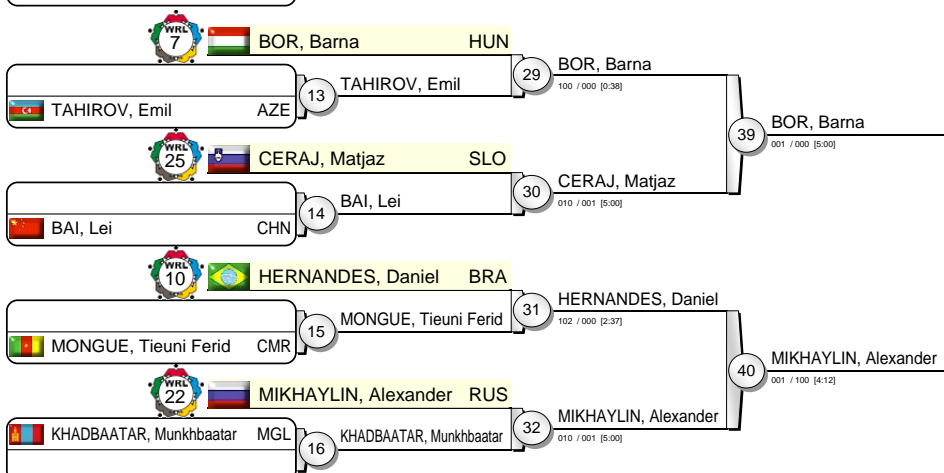 WRL
7
BOR, Barna HUN
29
BOR, Barna
100 / 000 [0:38]
TAHIROV, Emil AZE
13
TAHIROV, Emil
39
BOR, Barna
001 / 000 [5:00]
WRL
25
CERAJ, Matjaz SLO
30
CERAJ, Matjaz
010 / 001 [5:00]
BAI, Lei CHN
14
BAI, Lei
WRL
10
HERNANDES, Daniel BRA
31
HERNANDES, Daniel
102 / 000 [2:37]
MONGUE, Tieuni Ferid CMR
15
MONGUE, Tieuni Ferid
40
MIKHAYLIN, Alexander
001 / 100 [4:12]
WRL
22
MIKHAYLIN, Alexander RUS
32
MIKHAYLIN, Alexander
010 / 001 [5:00]
KHADBAATAR, Munkhbaatar MGL
16
KHADBAATAR, Munkhbaatar